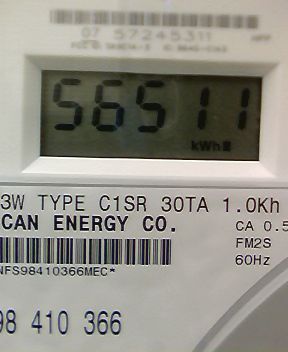 07 57245311
56511
kWh
3W TYPE C1SR 30TA 1.0Kh
CAN ENERGY CO.
CA 0.5
FM2S
NFS98410366MEC*
60Hz
98 410 366